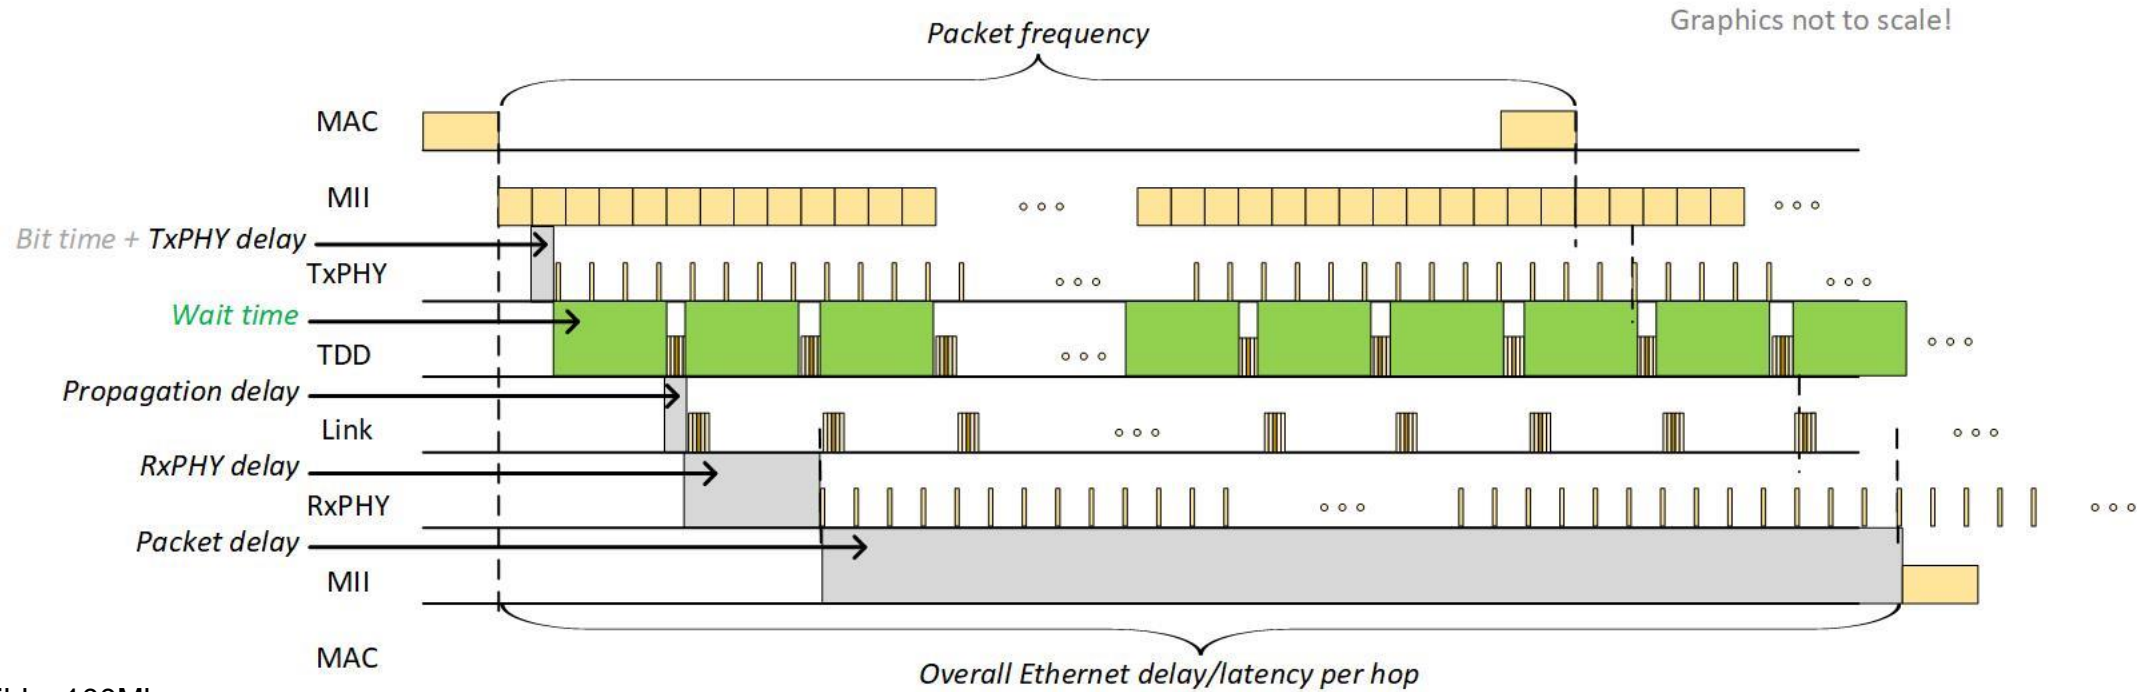 Graphics not to scale!
Packet frequency
MAC
MII
Bit time + TxPHY delay
TxPHY
Wait time
TDD
Propagation delay
Link
RxPHY delay
RxPHY
Packet delay
MII
MAC
Overall Ethernet delay/latency per hop